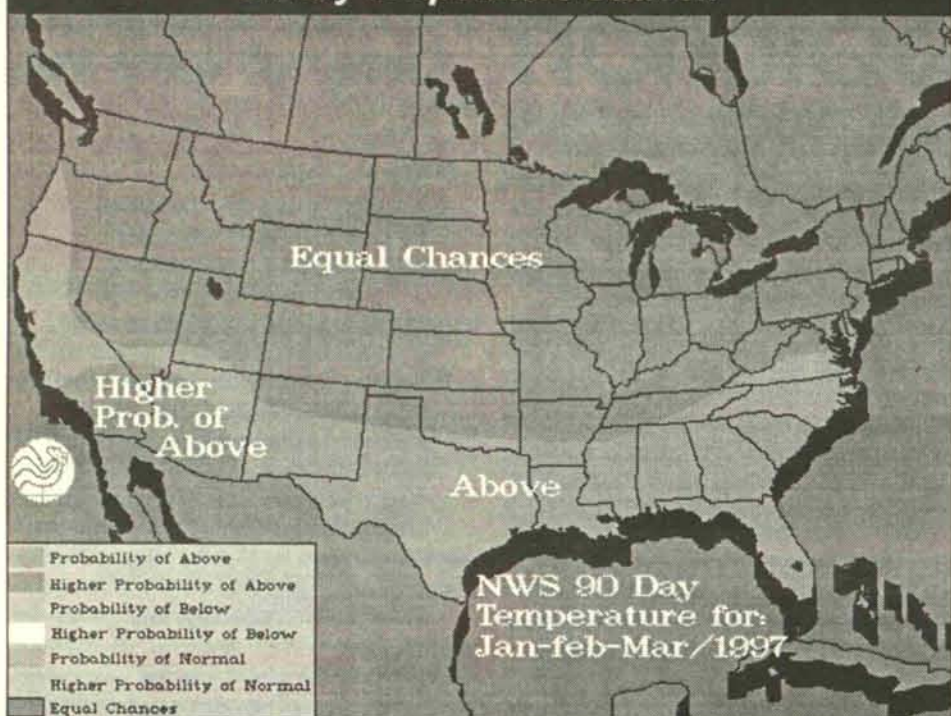 Equal Chances
Higher
Prob. of
Above
Above
NWS 90 Day
Temperature for:
Jan-feb-Mar/1997
Probability of Above
Higher Probability of Above
Probability of Below
Higher Probability of Below
Probability of Normal
Higher Probability of Normal
Equal Chances